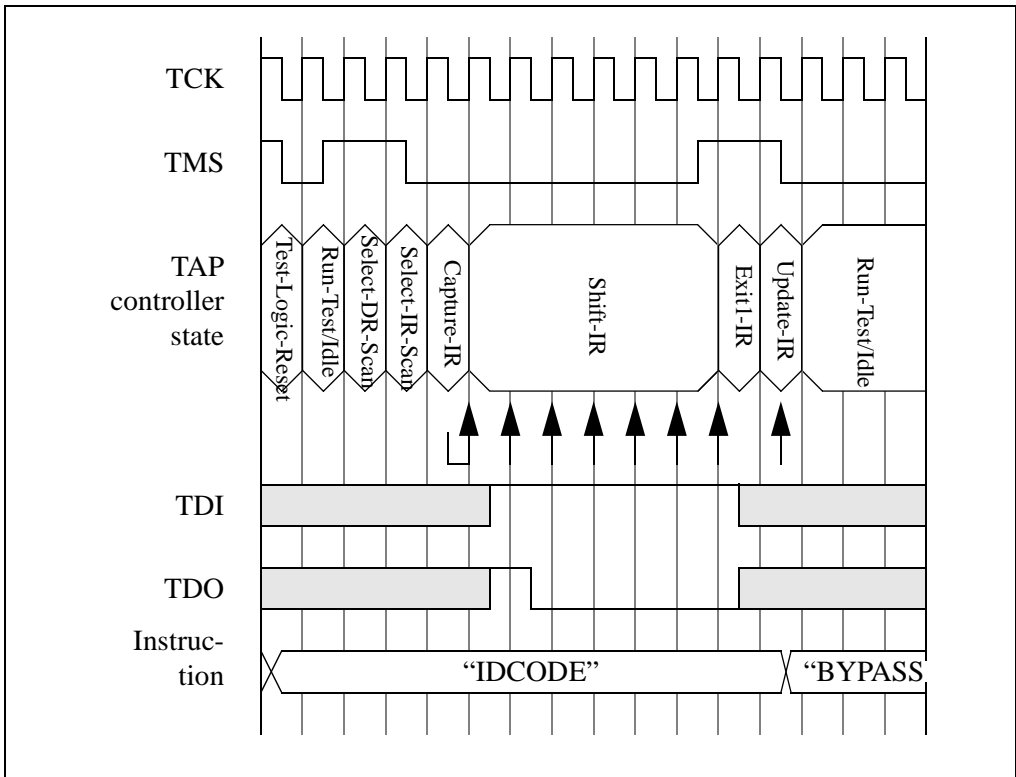 TCK
TMS
TAP
controller
state
Test-Logic-Reset
Run-Test/Idle
Select-DR-Scan
Select-IR-Scan
Capture-IR
Shift-IR
Exit1-IR
Update-IR
Run-Test/Idle
TDI
TDO
Instruc-
tion
“IDCODE”
“BYPASS